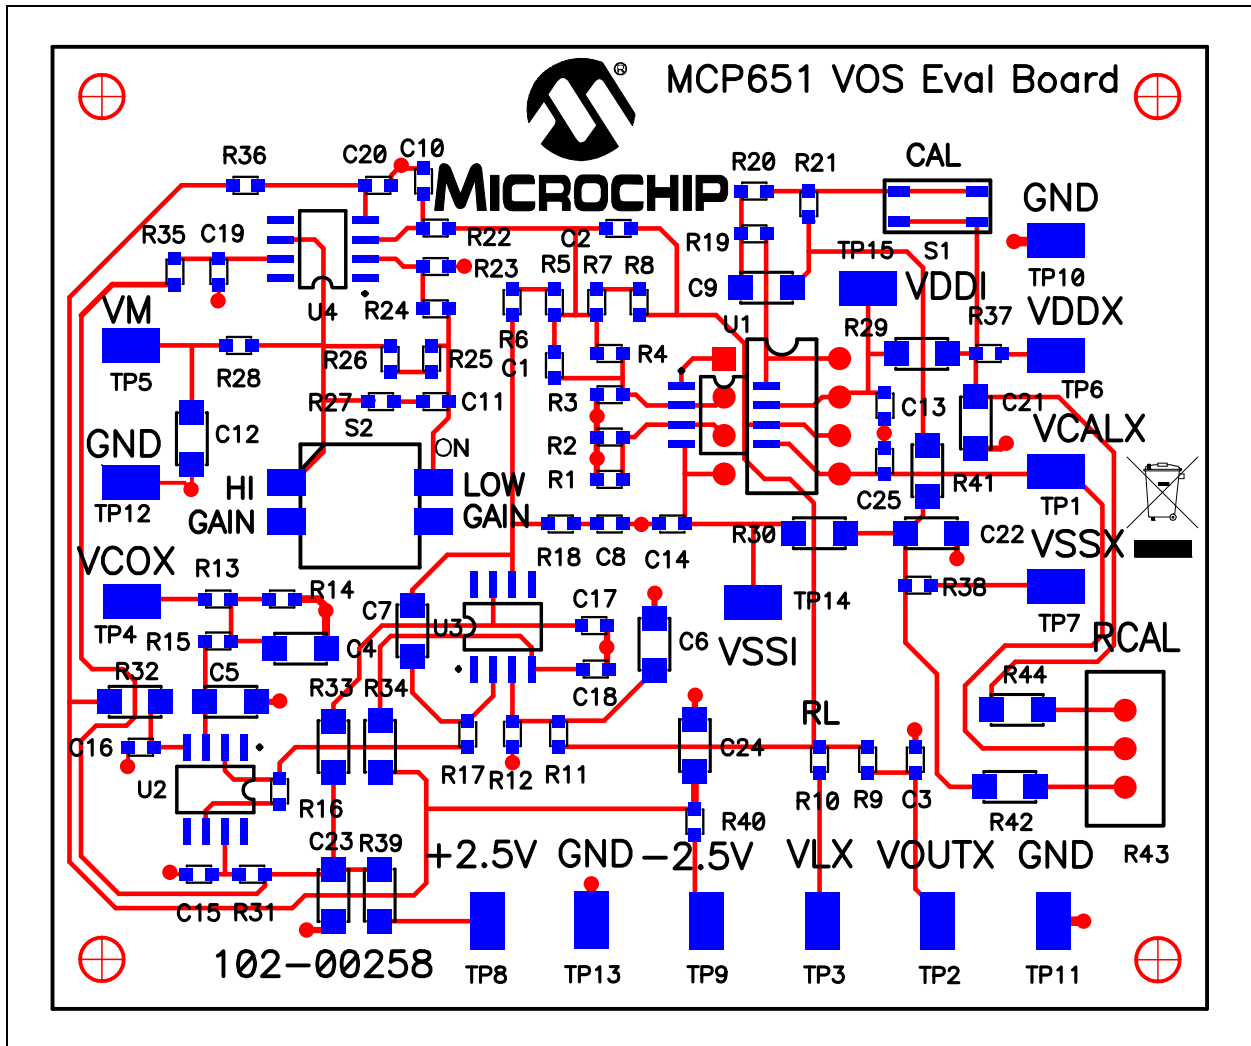 MCP651 VOS Eval Board
®
MICROCHIP
R36
C20
C10
R20
R21
CAL
GND
R35
C19
R22
C2
R19
TP15
S1
TP10
VM
U4
R23
R24
R5
R7
R8
C9
VDDI
VDDX
R6
U1
R29
R37
TP5
R28
R26
R25
C1
R4
TP6
R27
C11
R3
C13
C21
C12
S2
VCALX
GND
ON
R2
HI
GAIN
LOW
GAIN
R1
C25
R41
TP1
TP12
VCOX
R18
C8
C14
R30
C22
VSSX
R13
R14
C7
C17
R38
TP4
R15
C4
U3
C6
TP14
TP7
VSSI
RCAL
R32
C5
R33
R34
C18
R44
RL
C16
R17
R12
R11
C24
R10
R9
C3
U2
R16
R40
R42
C23
R39
+2.5V
GND
-2.5V
VLX
VOUTX
GND
R43
C15
R31
102-00258
TP8
TP13
TP9
TP3
TP2
TP11